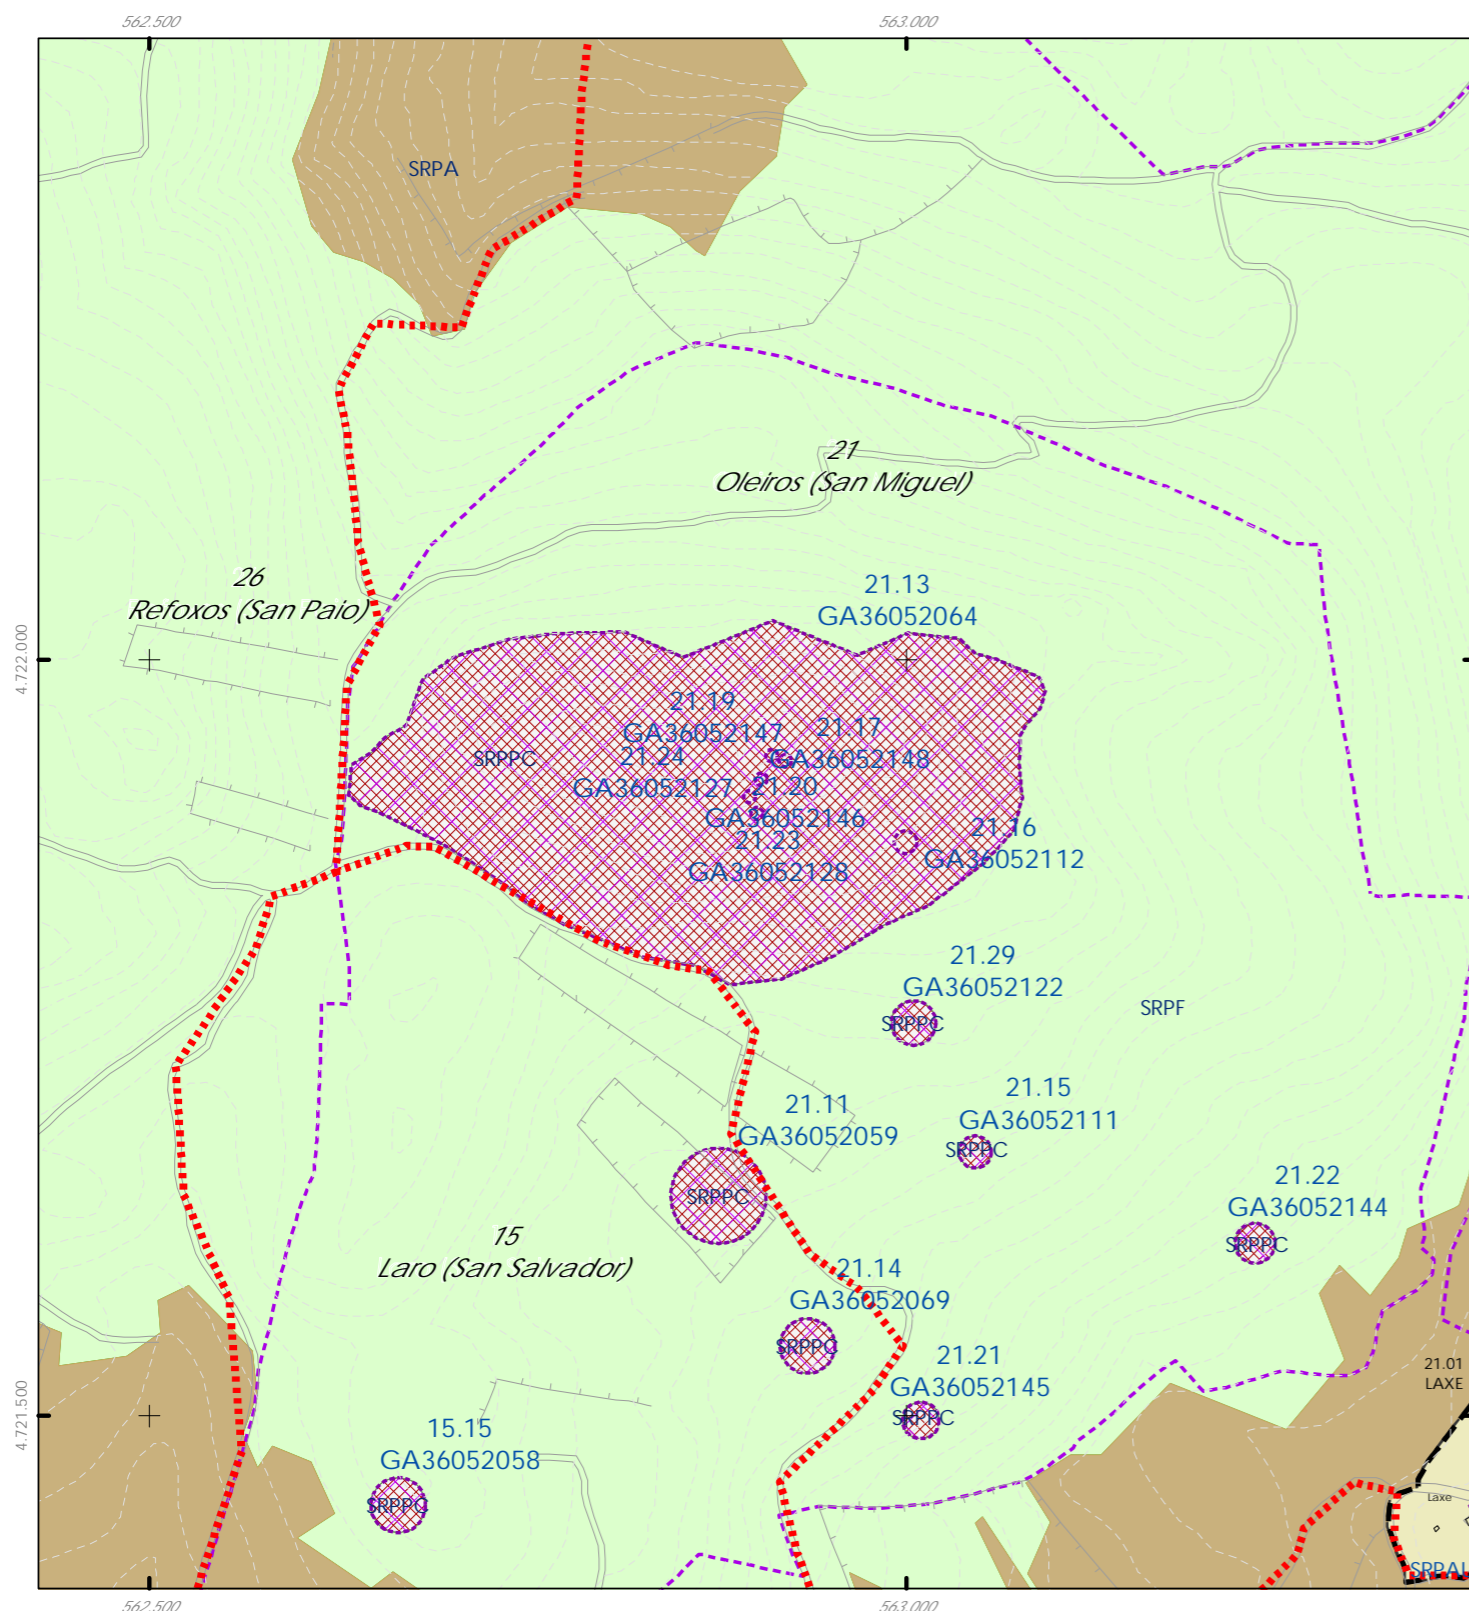 562.500
563.000
SRPA
21
Oleiros (San Miguel)
26
Refoxos (San Paio)
21.13
GA36052064
4.722.000
21.19
GA36052147
21.17
GA36052148
SRPPC
21.24
GA36052127
21.20
GA36052146
21.23
GA36052128
21.16
GA36052112
21.29
GA36052122
SRPPC
SRPF
21.15
GA36052111
SRPPC
21.11
GA36052059
SRPPC
21.22
GA36052144
SRPPC
15
Laro (San Salvador)
21.14
GA36052069
SRPPC
21.21
GA36052145
SRPPC
21.01
LAXE
4.721.500
15.15
GA36052058
SRPPC
Laxe
SRPAI
562.500
563.000